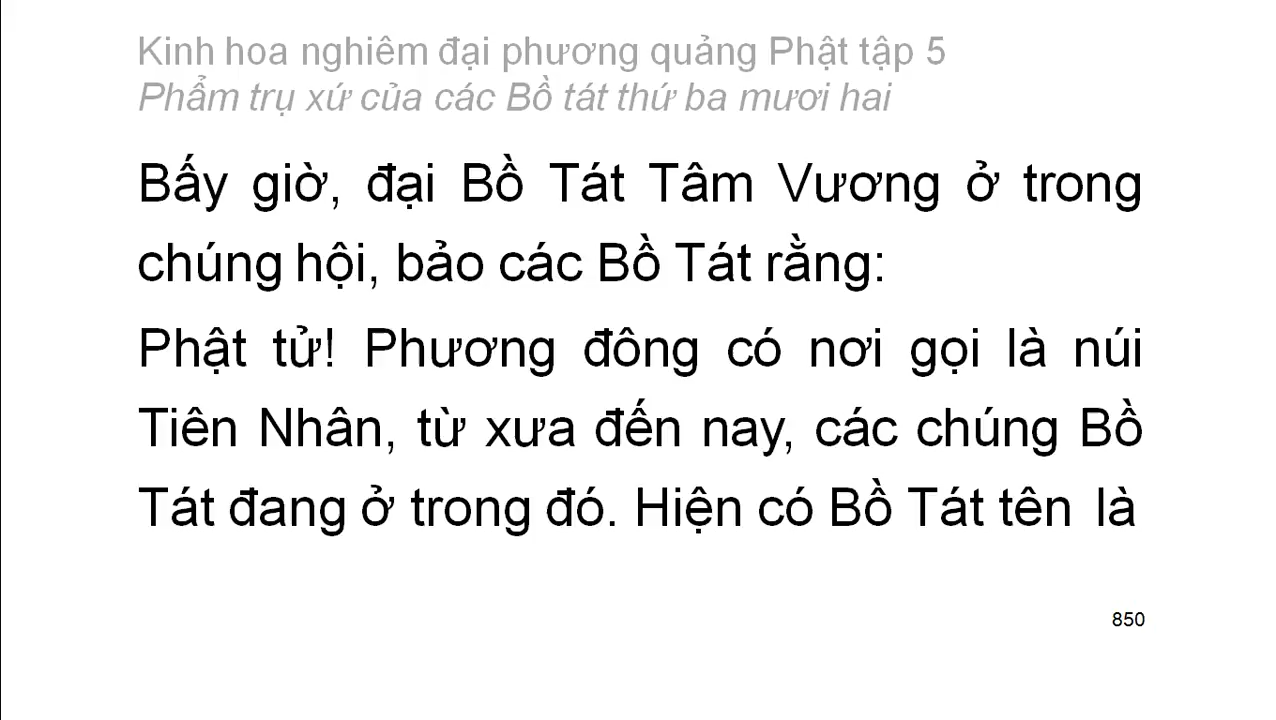 Kinh hoa nghiêm đại phương quảng Phật tập 5
Phẩm trụ xứ của các Bồ tát thứ ba mươi hai
Bấy giờ, đại Bồ Tát Tâm Vương ở trong
chúng hội, bảo các Bồ Tát rằng:
Phật tử! Phương đông có nơi gọi là núi
Tiên Nhân, từ xưa đến nay, các chúng Bồ
Tát đang ở trong đó. Hiện có Bồ Tát tên là
850